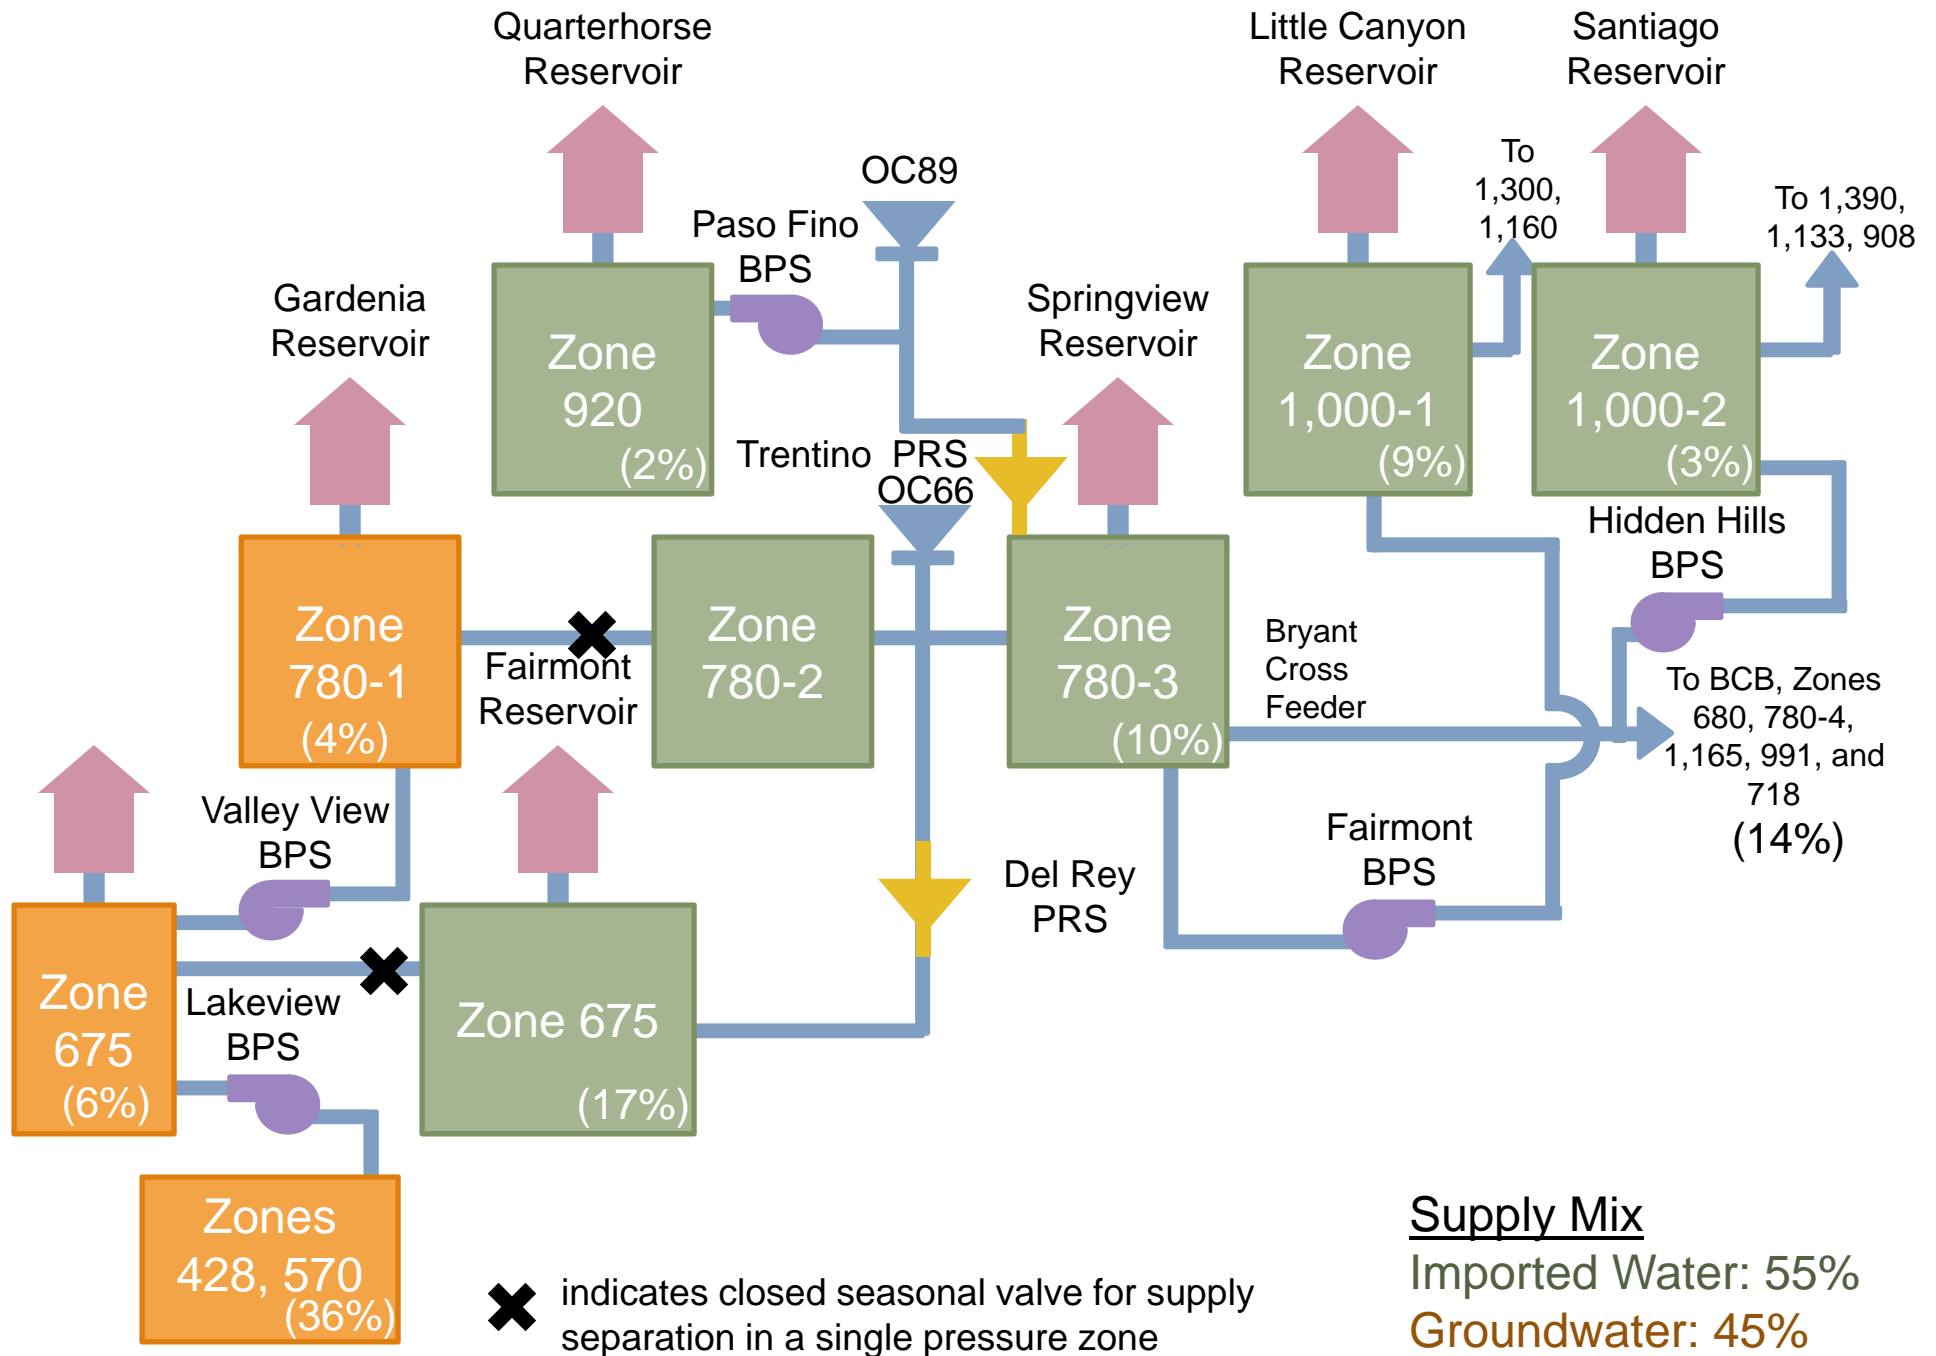 Quarterhorse
Reservoir
Little Canyon
Reservoir
Santiago
Reservoir
OC89
To
1,300,
1,160
To 1,390,
1,133, 908
Paso Fino
BPS
Gardenia
Reservoir
Springview
Reservoir
Zone
920
(2%)
Zone
1,000-1
(9%)
Zone
1,000-2
(3%)
Trentino PRS
OC66
Hidden Hills
BPS
Zone
780-1
(4%)
Fairmont
Reservoir
Zone
780-2
Zone
780-3
(10%)
Bryant
Cross
Feeder
To BCB, Zones
680, 780-4,
1,165, 991, and
718
(14%)
Valley View
BPS
Fairmont
BPS
Del Rey
PRS
Zone
675
(6%)
Lakeview
BPS
Zone 675
(17%)
Zones
428, 570
(36%)
indicates closed seasonal valve for supply
separation in a single pressure zone
Supply Mix
Imported Water: 55%
Groundwater: 45%